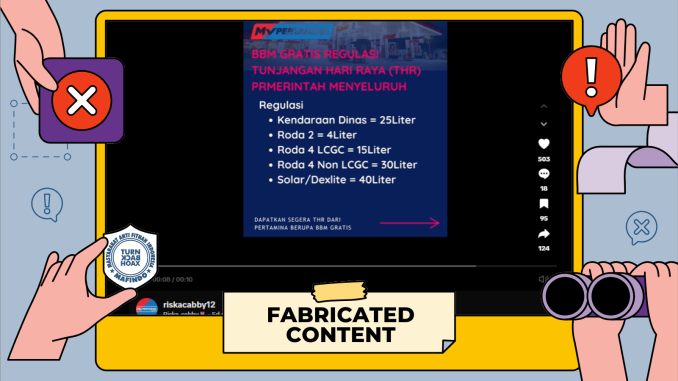 MyPERTAMINA
BBM GRATIS REGULASI
TUNJANGAN HARI RAYA (THR)
PRMERINTAH MENYELURUH
Regulasi
• Kendaraan Dinas = 25Liter
• Roda 2 = 4Liter
• Roda 4 LCGC = 15Liter
• Roda 4 Non LCGC = 30Liter
• Solar/Dexlite = 40Liter
DAPATKAN SEGERA THR DARI
PERTAMINA BERUPA BBM GRATIS
503
18
95
124
00:08 / 00:10
riskacabby12
MASYARAKAT ANTI FITNAH INDONESIA
TURN
BACK
HOAX
MAFINDO
FABRICATED
CONTENT